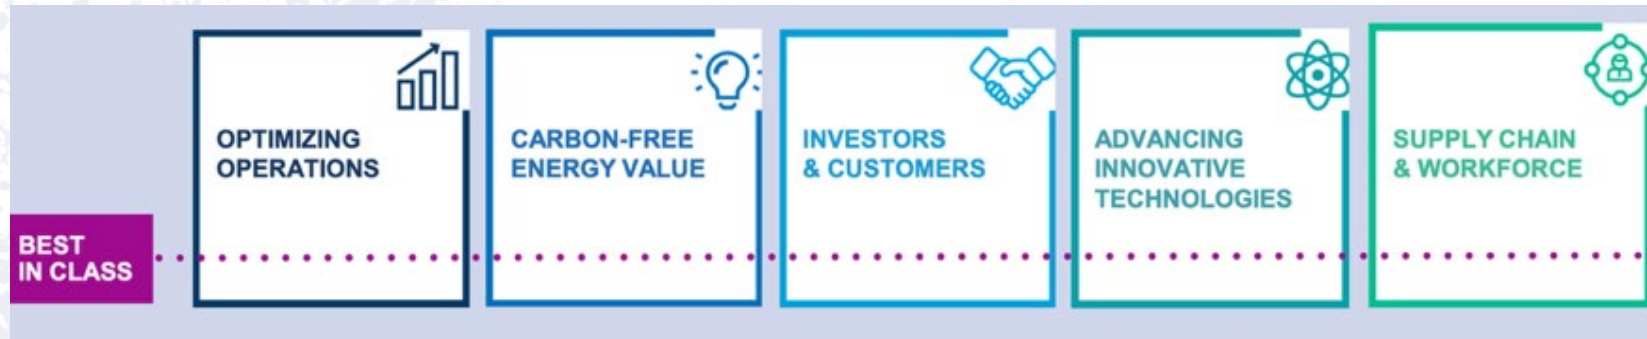 OPTIMIZING
OPERATIONS
CARBON-FREE
ENERGY VALUE
INVESTORS
& CUSTOMERS
ADVANCING
INNOVATIVE
TECHNOLOGIES
SUPPLY CHAIN
& WORKFORCE
BEST
IN CLASS